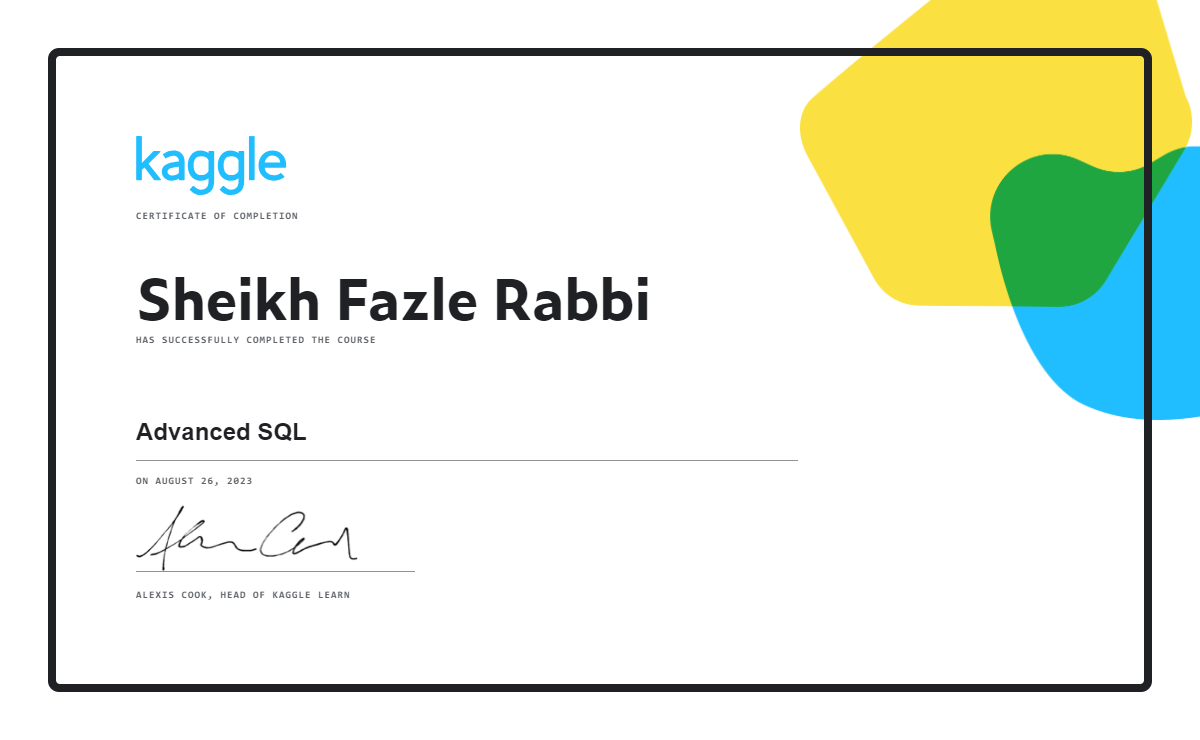 kaggle
CERTIFICATE OF COMPLETION
Sheikh Fazle Rabbi
HAS SUCCESSFULLY COMPLETED THE COURSE
Advanced SQL
ON AUGUST 26, 2023
ALEXIS COOK, HEAD OF KAGGLE LEARN